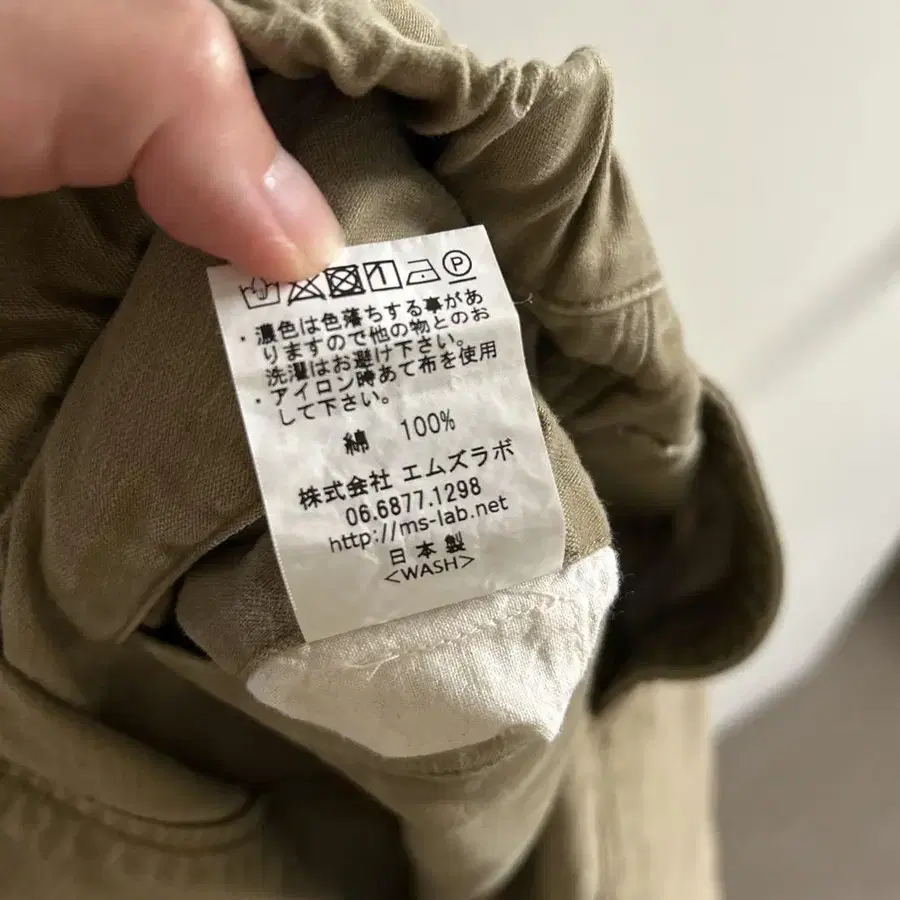 P
・濃色は色落ちする事があ
りますので他の物とのお
洗濯はお避け下さい。
・アイロン時あて布を使用
して下さい。
綿 100%
株式会社 エムズラボ
06.6877.1298
http://ms-lab.net
日本製
<WASH>